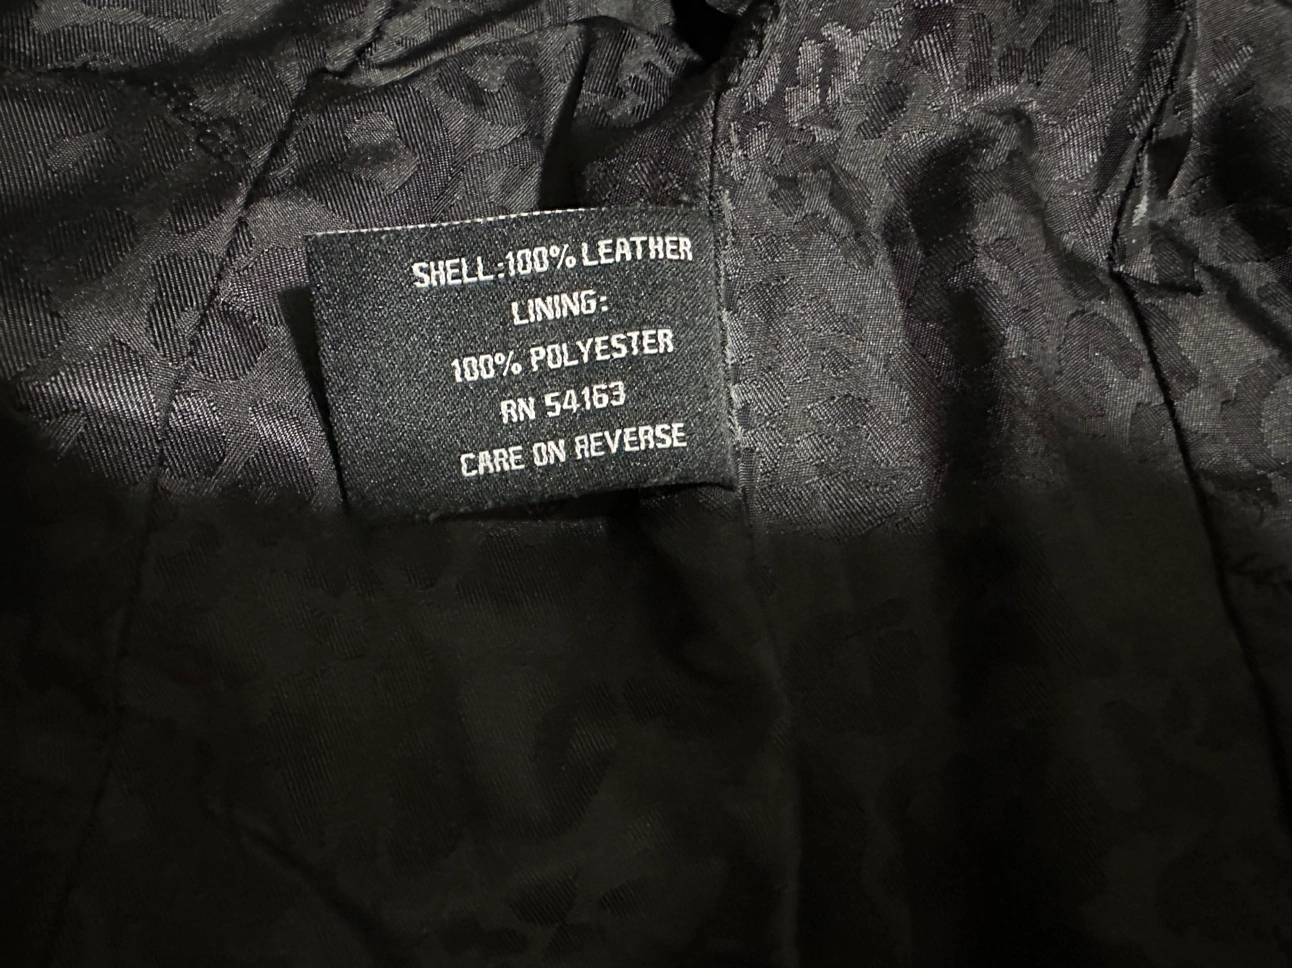 SHELL:100% LEATHER
LINING:
100% POLYESTER
RN 54163
CARE ON REVERSE